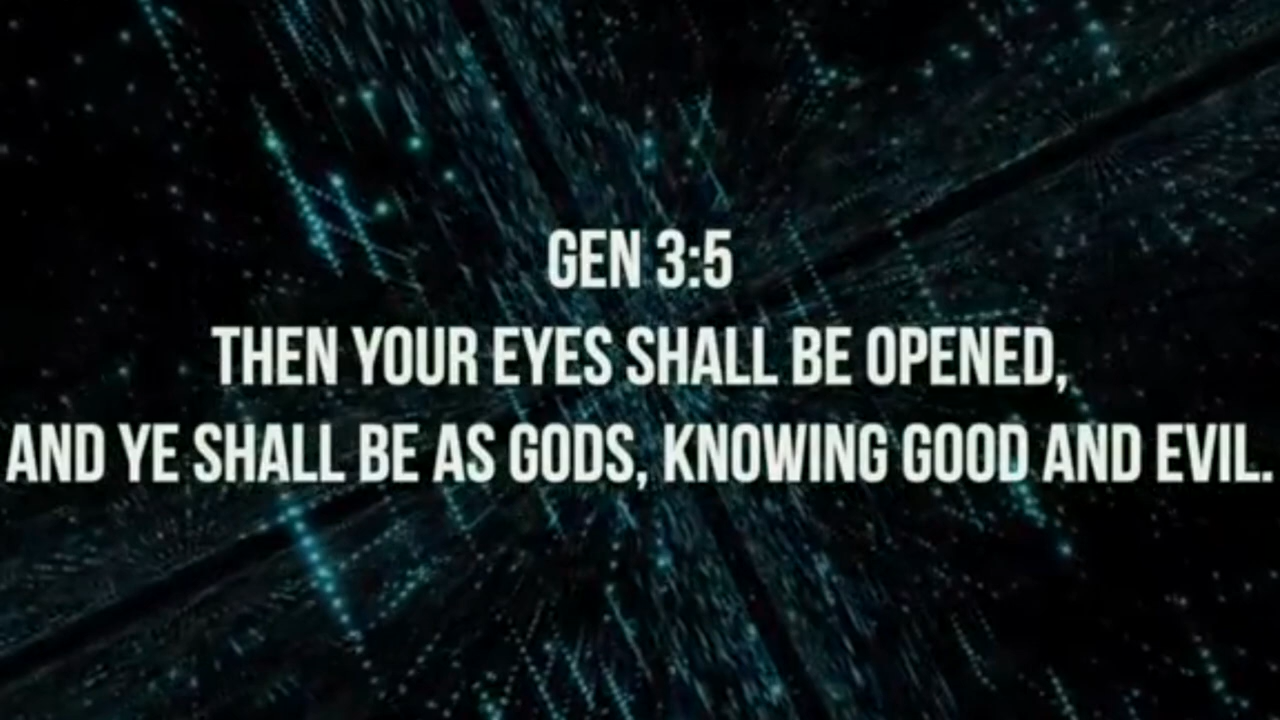 GEN 3:5
THEN YOUR EYES SHALL BE OPENED,
AND YE SHALL BE AS GODS, KNOWING GOOD AND EVIL.